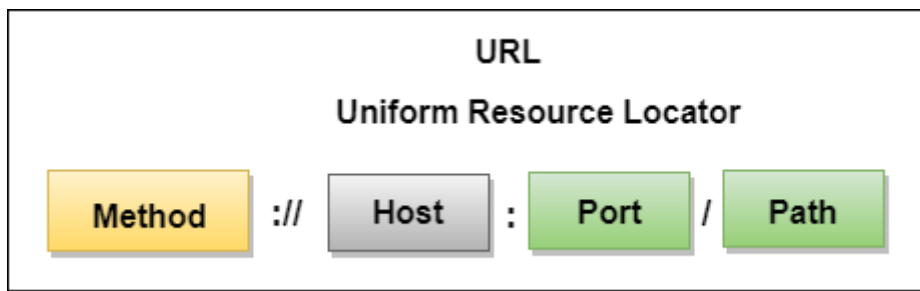 URL
Uniform Resource Locator
Method :// Host : Port / Path